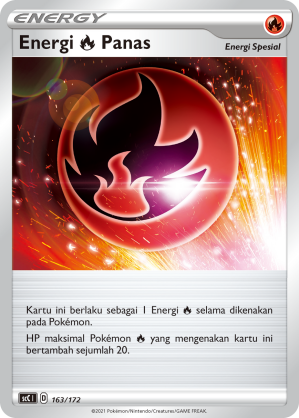 ENERGY
Energi 🔥 Panas
Energi Spesial
Kartu ini berlaku sebagai 1 Energi 🔥 selama dikenakan
pada Pokémon.
HP maksimal Pokémon 🔥 yang mengenakan kartu ini
bertambah sejumlah 20.
SC1 I D 163/172
©2021 Pokémon/Nintendo/Creatures/GAME FREAK